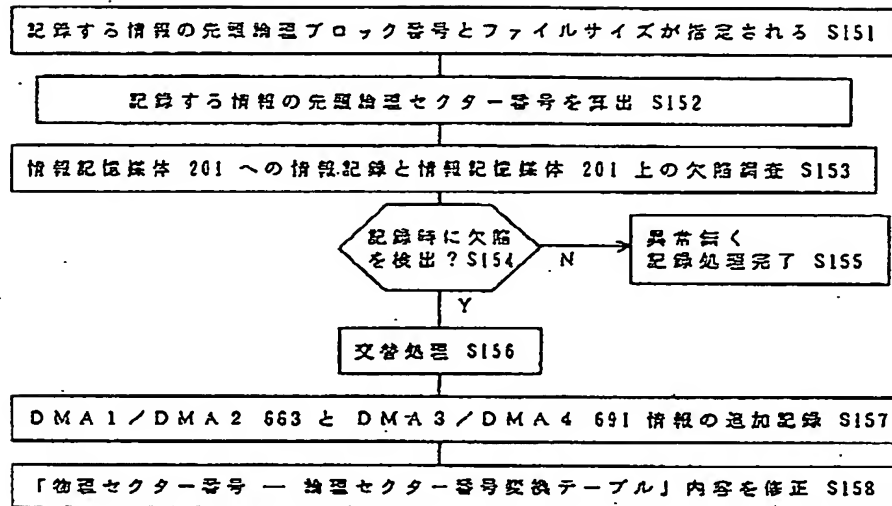 記録する情報の先頭論理ブロック番号とファイルサイズが指定される S151
記録する情報の先頭論理セクター番号を算出 S152
情報記憶媒体 201 への情報記録と情報記憶媒体 201 上の欠陥調査 S153
記録時に欠陥
を検出？S154
N
異常無く
記録処理完了 S155
Y
交替処理 S156
DMA1／DMA2 663 と DMA3／DMA4 691 情報の追加記録 S157
「物理セクター番号 ― 論理セクター番号変換テーブル」内容を修正 S158